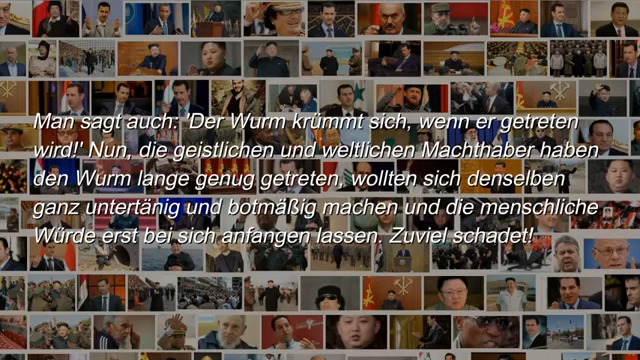 Man sagt auch: 'Der Wurm krümmt sich, wenn er getreten
wird!' Nun, die geistlichen und weltlichen Machthaber haben
den Wurm lange genug getreten, wollten sich denselben
ganz untertänig und botmäßig machen und die menschliche
Würde erst bei sich anfangen lassen. Zuviel schadet!